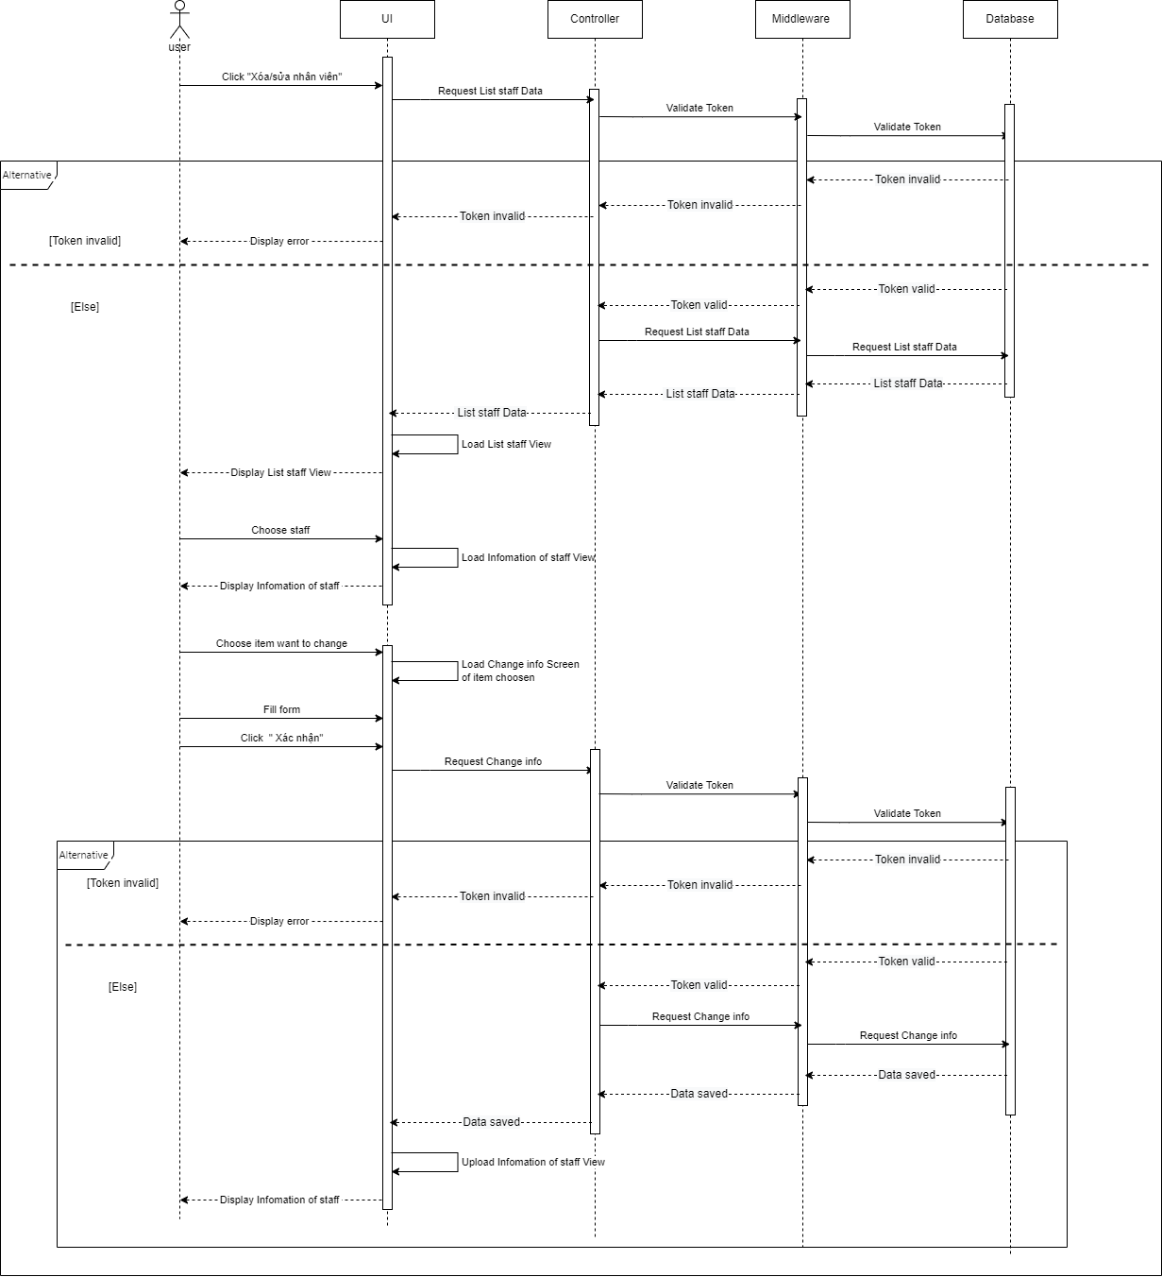 user
UI
Controller
Middleware
Database
Click "Xóa/sửa nhân viên"
Request List staff Data
Validate Token
Validate Token
Alternative
Token invalid
Token invalid
Token invalid
[Token invalid]
Display error
Token valid
[Else]
Token valid
Request List staff Data
Request List staff Data
List staff Data
List staff Data
List staff Data
Load List staff View
Display List staff View
Choose staff
Load Infomation of staff View
Display Infomation of staff
Choose item want to change
Load Change info Screen
of item choosen
Fill form
Click " Xác nhận"
Request Change info
Validate Token
Validate Token
Alternative
Token invalid
[Token invalid]
Token invalid
Token invalid
Display error
Token valid
[Else]
Token valid
Request Change info
Request Change info
Data saved
Data saved
Data saved
Upload Infomation of staff View
Display Infomation of staff